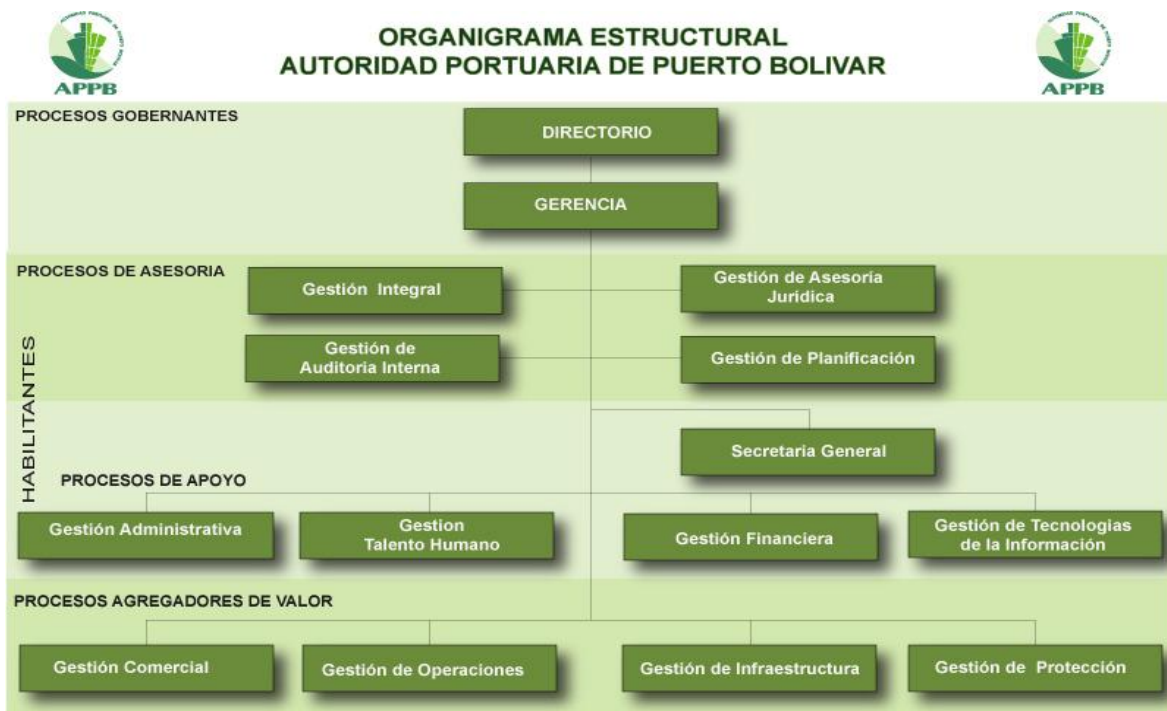 ORGANIGRAMA ESTRUCTURAL
AUTORIDAD PORTUARIA DE PUERTO BOLIVAR
APPB
APPB
PROCESOS GOBERNANTES
DIRECTORIO
GERENCIA
PROCESOS DE ASESORIA
Gestión Integral
Gestión de Asesoría
Jurídica
Gestión de
Auditoria Interna
Gestión de Planificación
HABILITANTES
Secretaria General
PROCESOS DE APOYO
Gestión Administrativa
Gestion
Talento Humano
Gestión Financiera
Gestión de Tecnologias
de la Información
PROCESOS AGREGADORES DE VALOR
Gestión Comercial
Gestión de Operaciones
Gestión de Infraestructura
Gestión de Protección